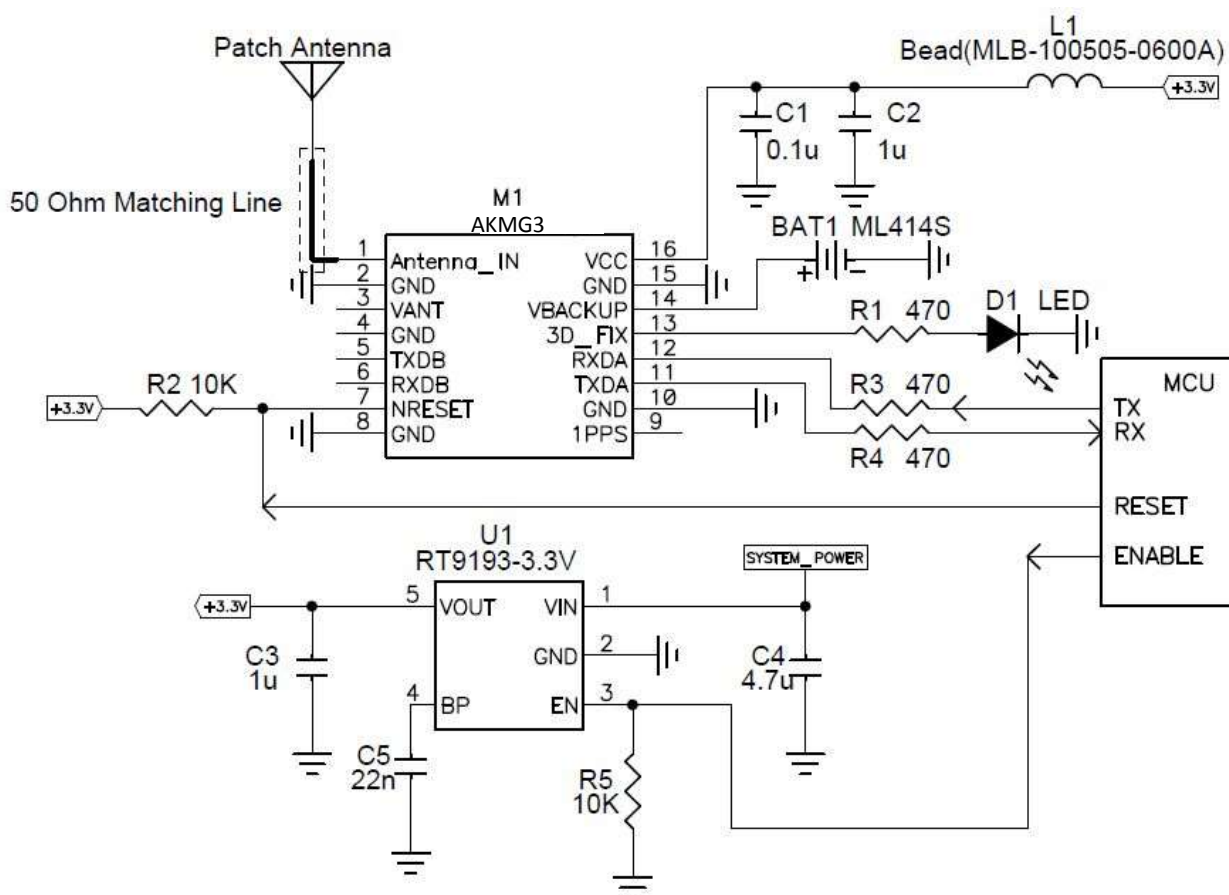 Patch Antenna
50 Ohm Matching Line
L1
Bead(MLB-100505-0600A)
+3.3V
C1
0.1u
C2
1u
M1
AKMG3
1 Antenna_IN
2 GND
3 VANT
4 GND
5 TXDB
6 RXDB
7 NRESET
8 GND
VCC 16
GND 15
VBACKUP 14
3D_FIX 13
RXDA 12
TXDA 11
GND 10
1PPS 9
BAT1 ML414S
+ −
R1 470
D1 LED
R3 470
R4 470
R2 10K
+3.3V
MCU
TX
RX
RESET
ENABLE
U1
RT9193-3.3V
5 VOUT
4 BP
VIN 1
GND 2
EN 3
+3.3V
C3
1u
C5
22n
SYSTEM_POWER
C4
4.7u
R5
10K